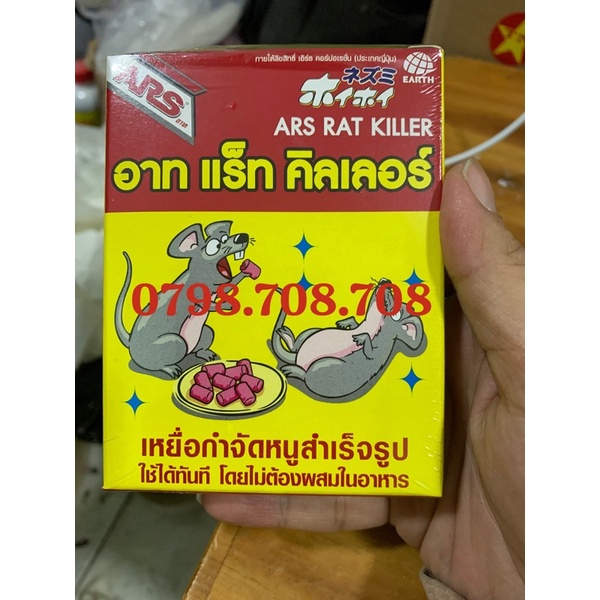 ภายใต้ลิขสิทธิ์ เอิร์ธ คอร์ปอเรชั่น (ประเทศญี่ปุ่น)
ARS
อาท
ネズミ
ホイホイ
EARTH
ARS RAT KILLER
อาท แร็ท คิลเลอร์
0798.708.708
เหยื่อกำจัดหนูสำเร็จรูป
ใช้ได้ทันที โดยไม่ต้องผสมในอาหาร